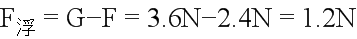 F浮 = G−F = 3.6N−2.4N = 1.2N